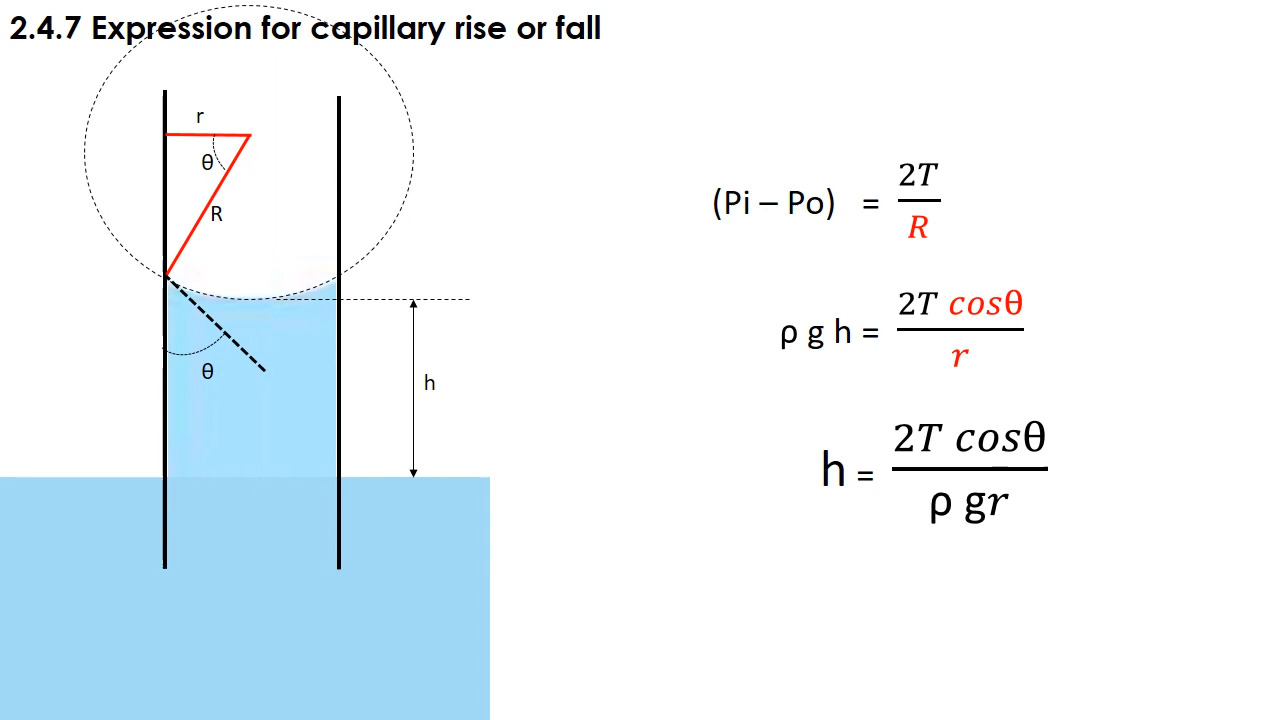 2.4.7 Expression for capillary rise or fall
r
θ
R
θ
h
(Pi – Po) = 2T/R
ρ g h = 2T cosθ/r
h = 2T cosθ/ρ gr